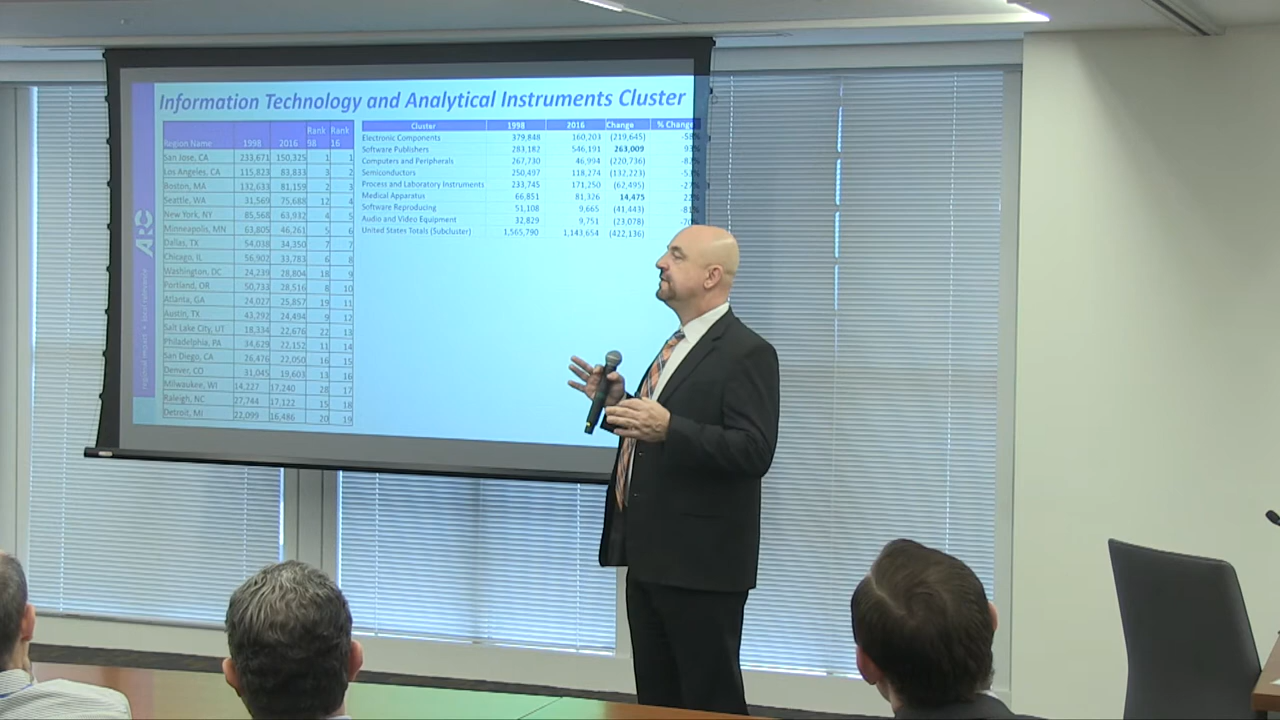 Information Technology and Analytical Instruments Cluster
Region Name 1998 2016 Rank 98 Rank 16
San Jose, CA 233,671 150,325 1 1
Los Angeles, CA 115,823 83,833 3 2
Boston, MA 132,633 81,159 2 3
Seattle, WA 31,569 75,688 12 4
New York, NY 85,568 63,932 4 5
Minneapolis, MN 63,805 46,261 5 6
Dallas, TX 54,038 34,350 7 7
Chicago, IL 56,902 33,783 6 8
Washington, DC 24,239 28,804 18 9
Portland, OR 50,733 28,516 8 10
Atlanta, GA 24,027 25,857 19 11
Austin, TX 43,292 24,494 9 12
Salt Lake City, UT 18,334 22,676 22 13
Philadelphia, PA 34,629 22,152 11 14
San Diego, CA 26,476 22,050 16 15
Denver, CO 31,045 19,603 13 16
Milwaukee, WI 14,227 17,240 28 17
Raleigh, NC 27,744 17,122 15 18
Detroit, MI 22,099 16,486 20 19
Cluster 1998 2016 Change % Change
Electronic Components 379,848 160,203 (219,645)
Software Publishers 283,182 546,191 263,009
Computers and Peripherals 267,730 46,994 (220,736)
Semiconductors 250,497 118,274 (132,223)
Process and Laboratory Instruments 233,745 171,250 (62,495)
Medical Apparatus 66,851 81,326 14,475
Software Reproducing 51,108 9,665 (41,443)
Audio and Video Equipment 32,829 9,751 (23,078)
United States Totals (Subcluster) 1,565,790 1,143,654 (422,136)
ARC
regional impact + local relevance